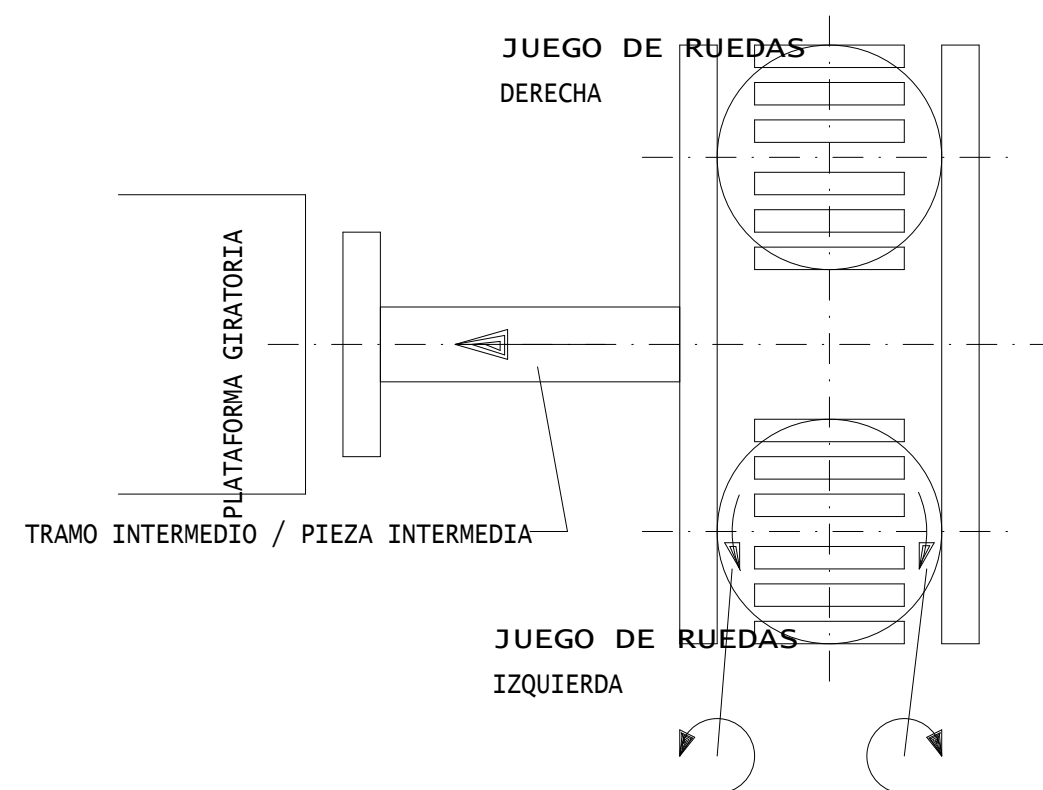 JUEGO DE RUEDAS
DERECHA
PLATAFORMA GIRATORIA
TRAMO INTERMEDIO / PIEZA INTERMEDIA
JUEGO DE RUEDAS
IZQUIERDA